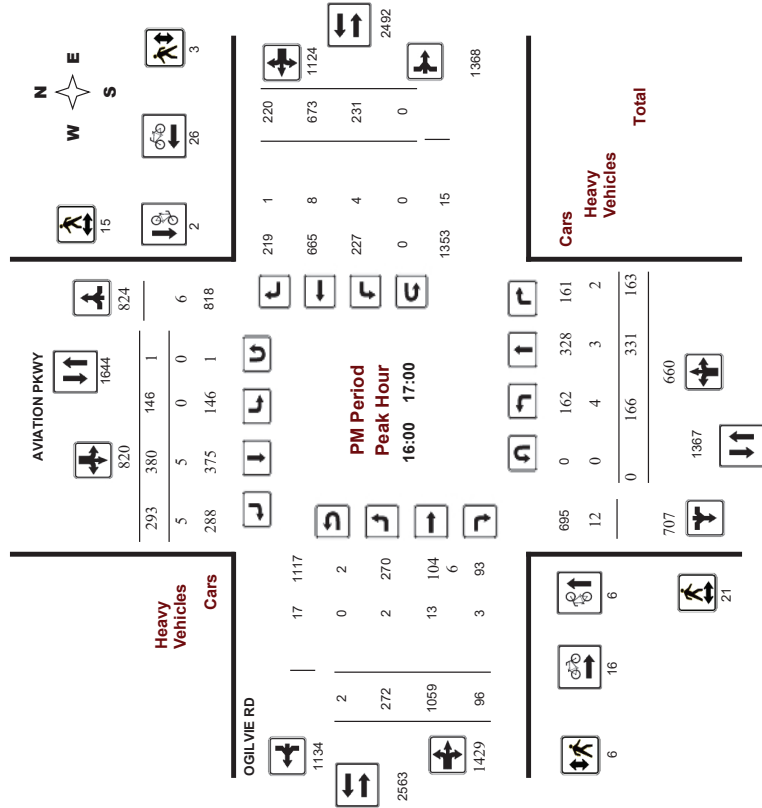 AVIATION PKWY
N
W E
S
3
26
15
2
820
1644
824
293 380 146 1
5 5 0 0 6
288 375 146 1 818
Heavy
Vehicles
Cars
OGILVIE RD
1134
2563
1429
17 1117
2 0 2
272 2 270
1059 13 104
6
96 3 93
PM Period
Peak Hour
16:00 17:00
219 1 220
665 8 673
227 4 231
0 0 0
1353 15
1124
2492
1368
695 0 162 328 161 Cars
12 0 4 3 2 Heavy
Vehicles
0 166 331 163 Total
707
1367
660
6
16
6
21